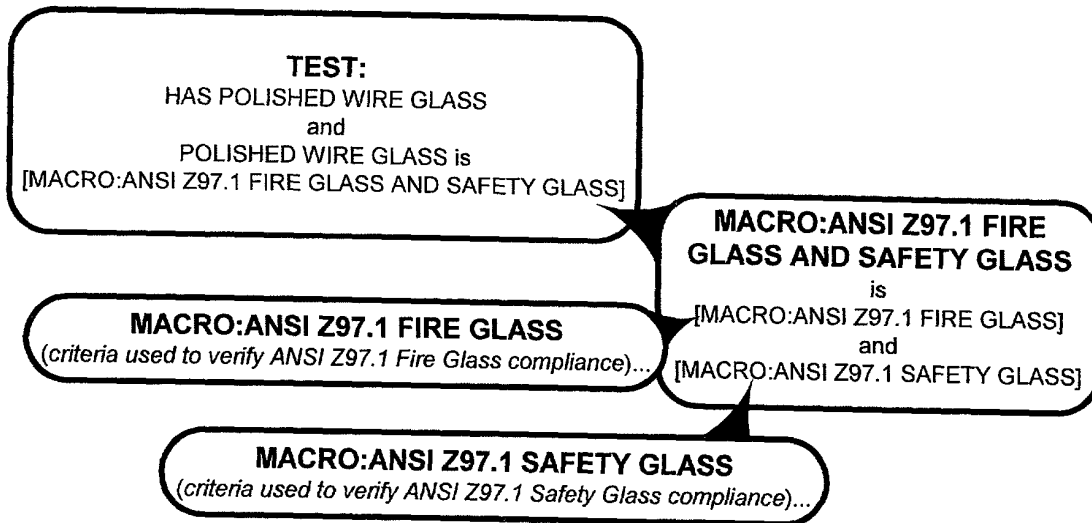 TEST:
HAS POLISHED WIRE GLASS
and
POLISHED WIRE GLASS is
[MACRO:ANSI Z97.1 FIRE GLASS AND SAFETY GLASS]
MACRO:ANSI Z97.1 FIRE
GLASS AND SAFETY GLASS
is
[MACRO:ANSI Z97.1 FIRE GLASS]
and
[MACRO:ANSI Z97.1 SAFETY GLASS]
MACRO:ANSI Z97.1 FIRE GLASS
(criteria used to verify ANSI Z97.1 Fire Glass compliance)...
MACRO:ANSI Z97.1 SAFETY GLASS
(criteria used to verify ANSI Z97.1 Safety Glass compliance)...